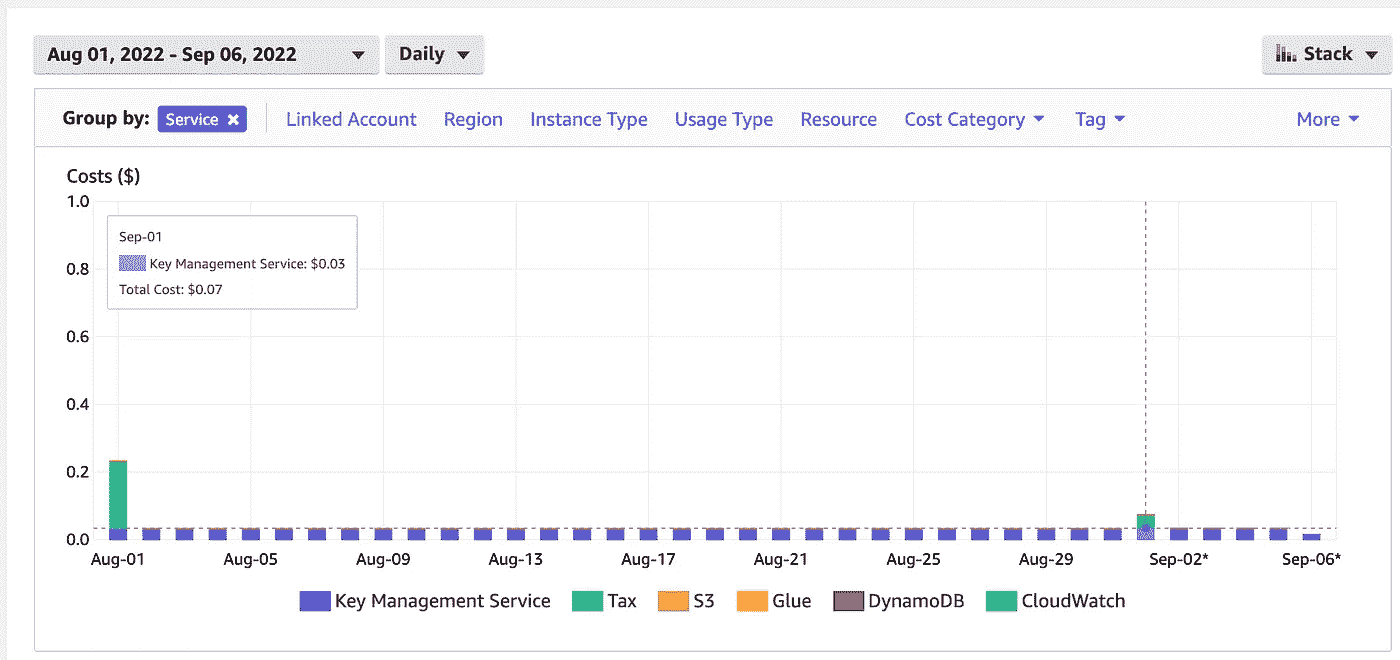 Aug 01, 2022 - Sep 06, 2022 Daily Stack
Group by: Service × Linked Account Region Instance Type Usage Type Resource Cost Category Tag More
Costs ($)
1.0
Sep-01
Key Management Service: $0.03
Total Cost: $0.07
0.8
0.6
0.4
0.2
0.0
Aug-01 Aug-05 Aug-09 Aug-13 Aug-17 Aug-21 Aug-25 Aug-29 Sep-02* Sep-06*
Key Management Service Tax S3 Glue DynamoDB CloudWatch